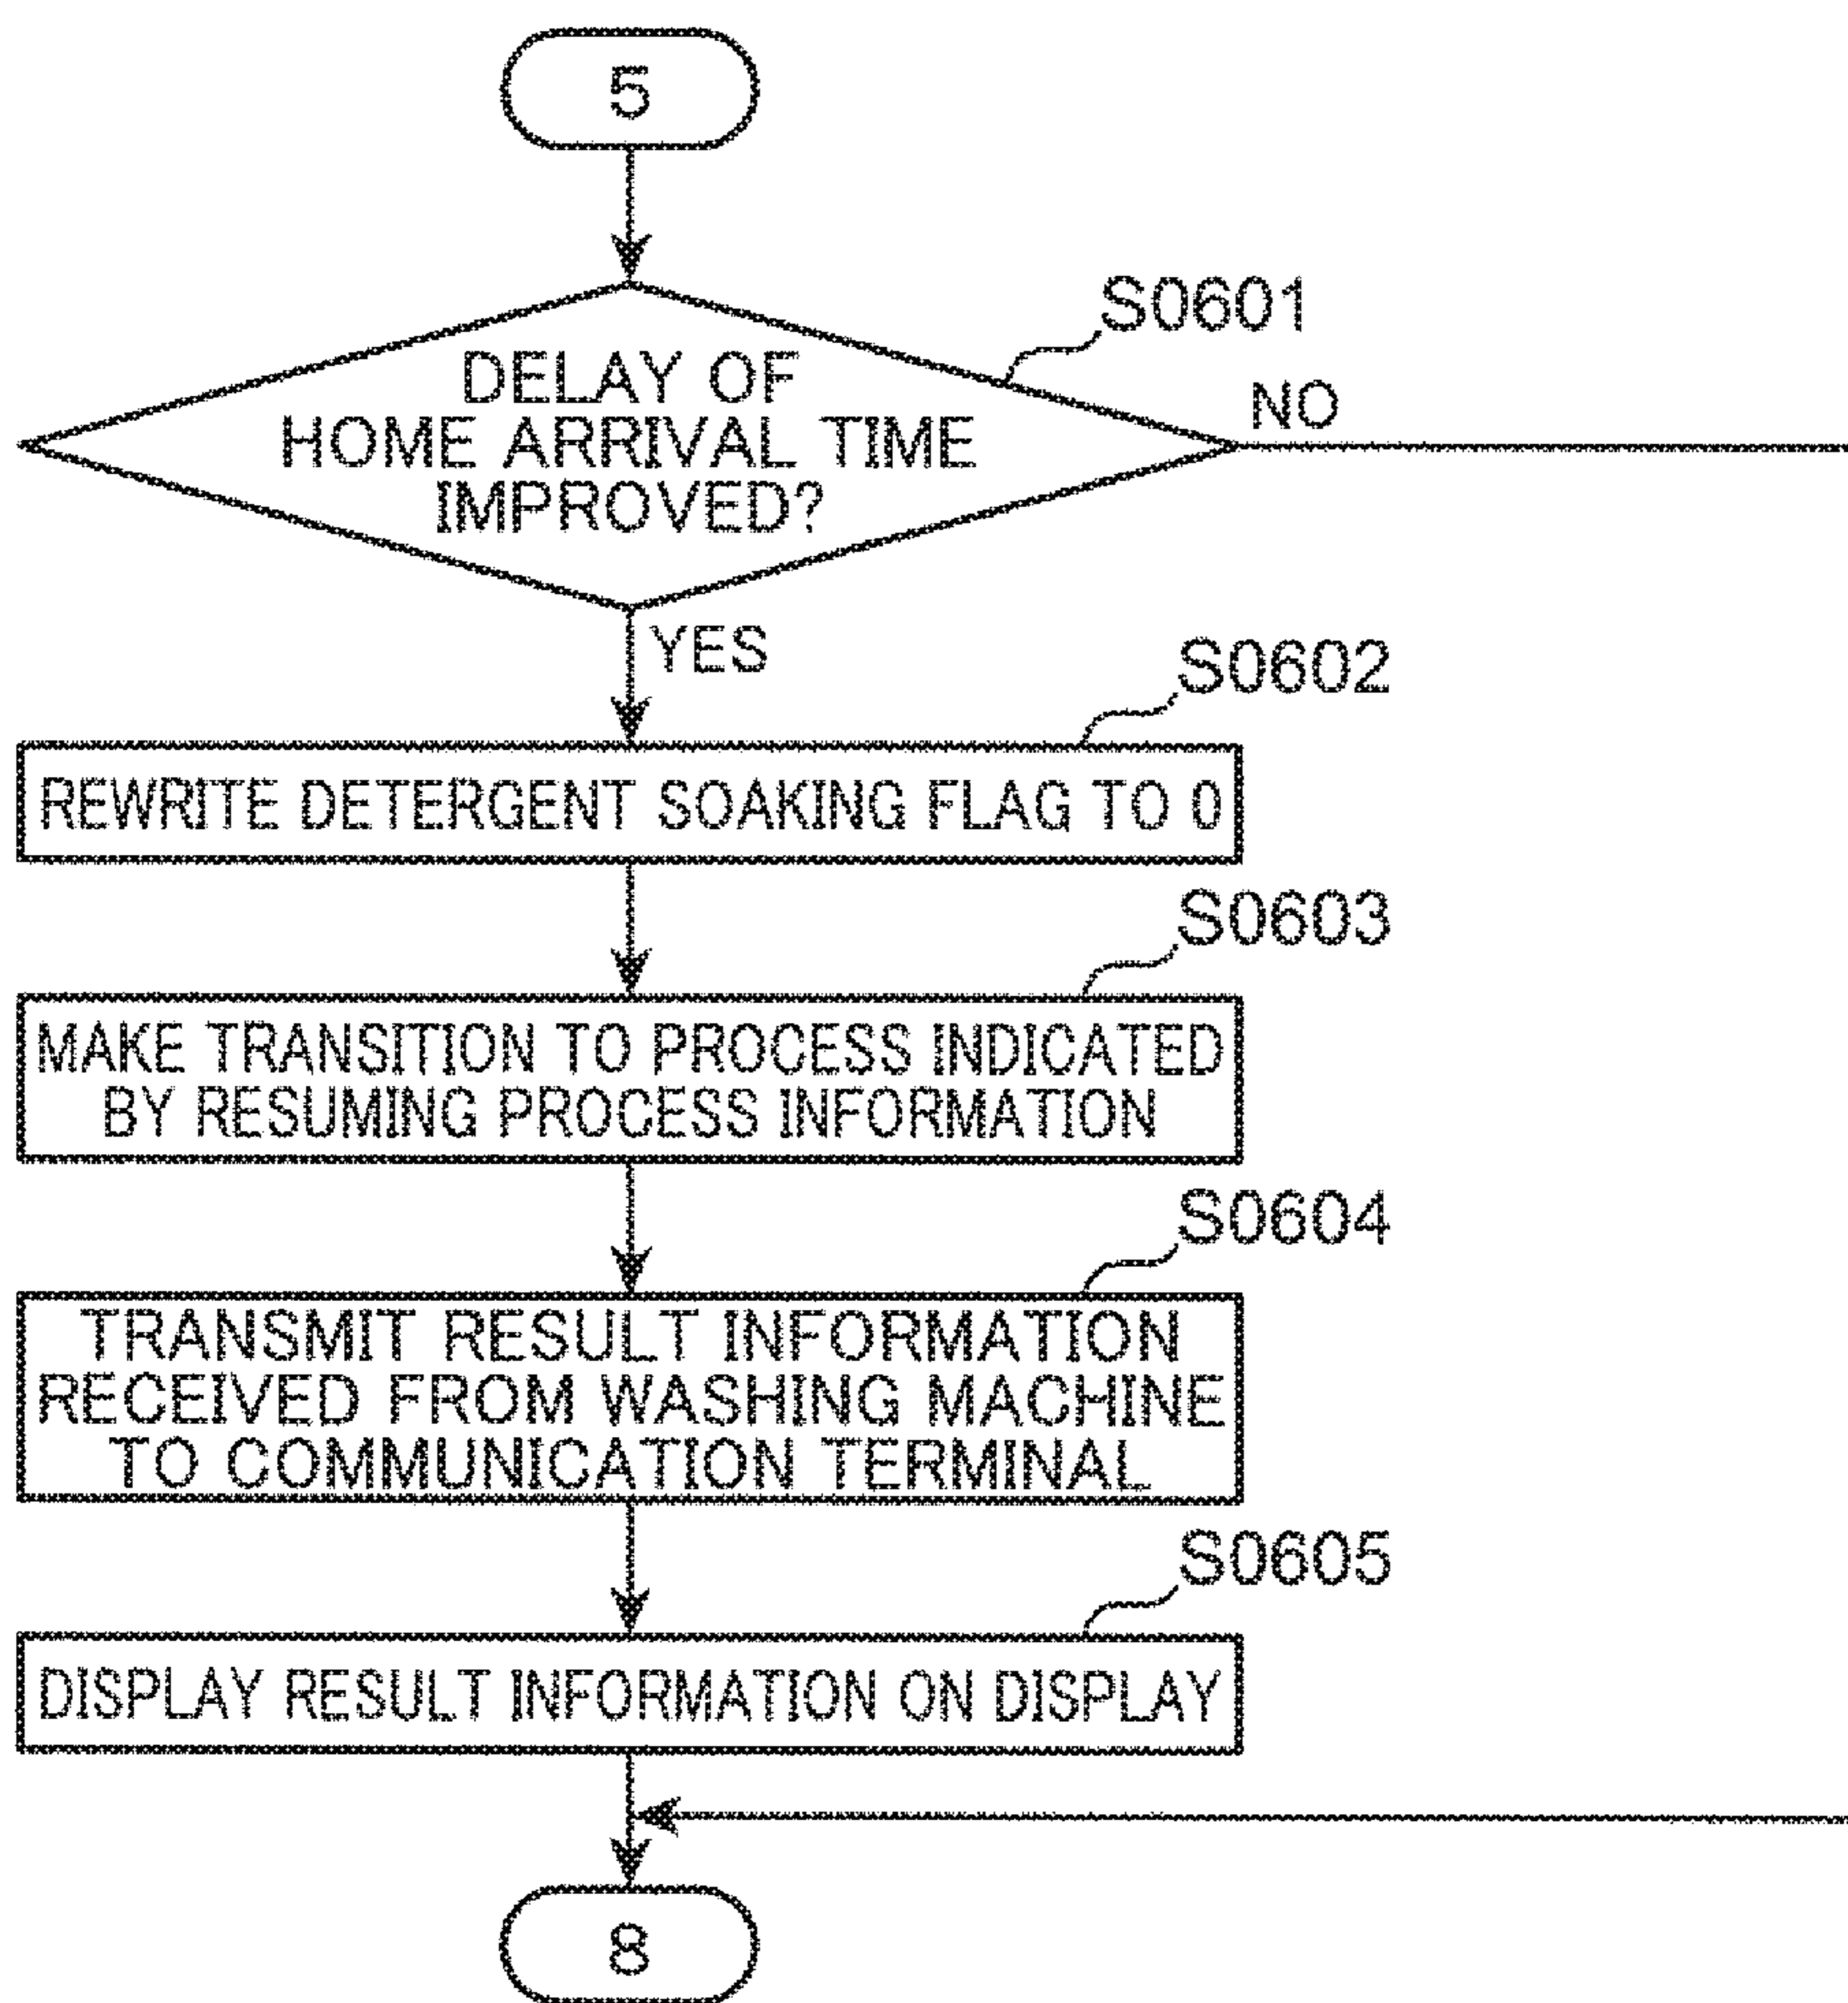 5
S0601
DELAY OF
HOME ARRIVAL TIME
IMPROVED?
NO
YES
S0602
REWRITE DETERGENT SOAKING FLAG TO 0
S0603
MAKE TRANSITION TO PROCESS INDICATED
BY RESUMING PROCESS INFORMATION
S0604
TRANSMIT RESULT INFORMATION
RECEIVED FROM WASHING MACHINE
TO COMMUNICATION TERMINAL
S0605
DISPLAY RESULT INFORMATION ON DISPLAY
8